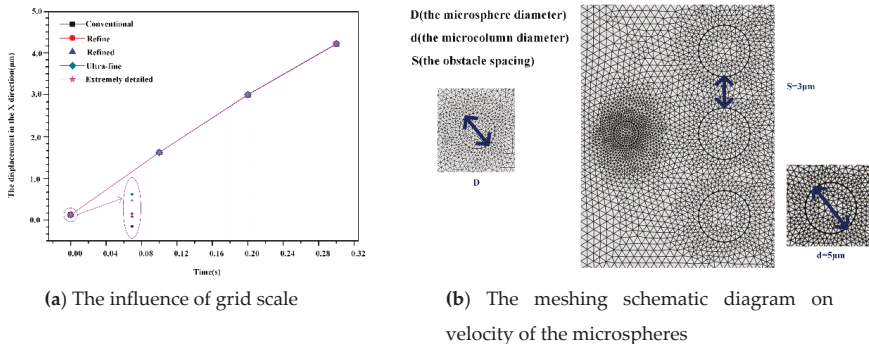 The displacement in the X direction(μm)
5.0
4.0
3.0
2.0
1.0
0.0
Conventional
Refine
Refined
Ultra-fine
Extremely detailed
0.00
0.04
0.08
0.12
0.16
0.20
0.24
0.28
0.32
Time(s)
(a) The influence of grid scale
D(the microsphere diameter)
d(the microcolumn diameter)
S(the obstacle spacing)
D
S=3μm
d=5μm
(b) The meshing schematic diagram on
velocity of the microspheres